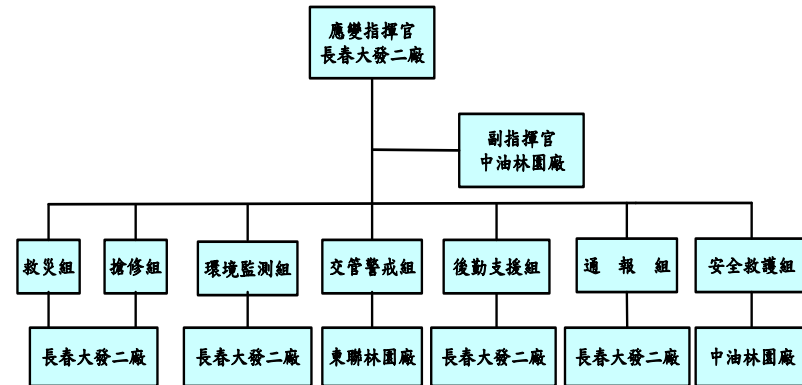 應變指揮官
長春大發二廠
副指揮官
中油林園廠
救災組
搶修組
環境監測組
交管警戒組
後勤支援組
通 報 組
安全救護組
長春大發二廠
長春大發二廠
東聯林園廠
長春大發二廠
長春大發二廠
中油林園廠